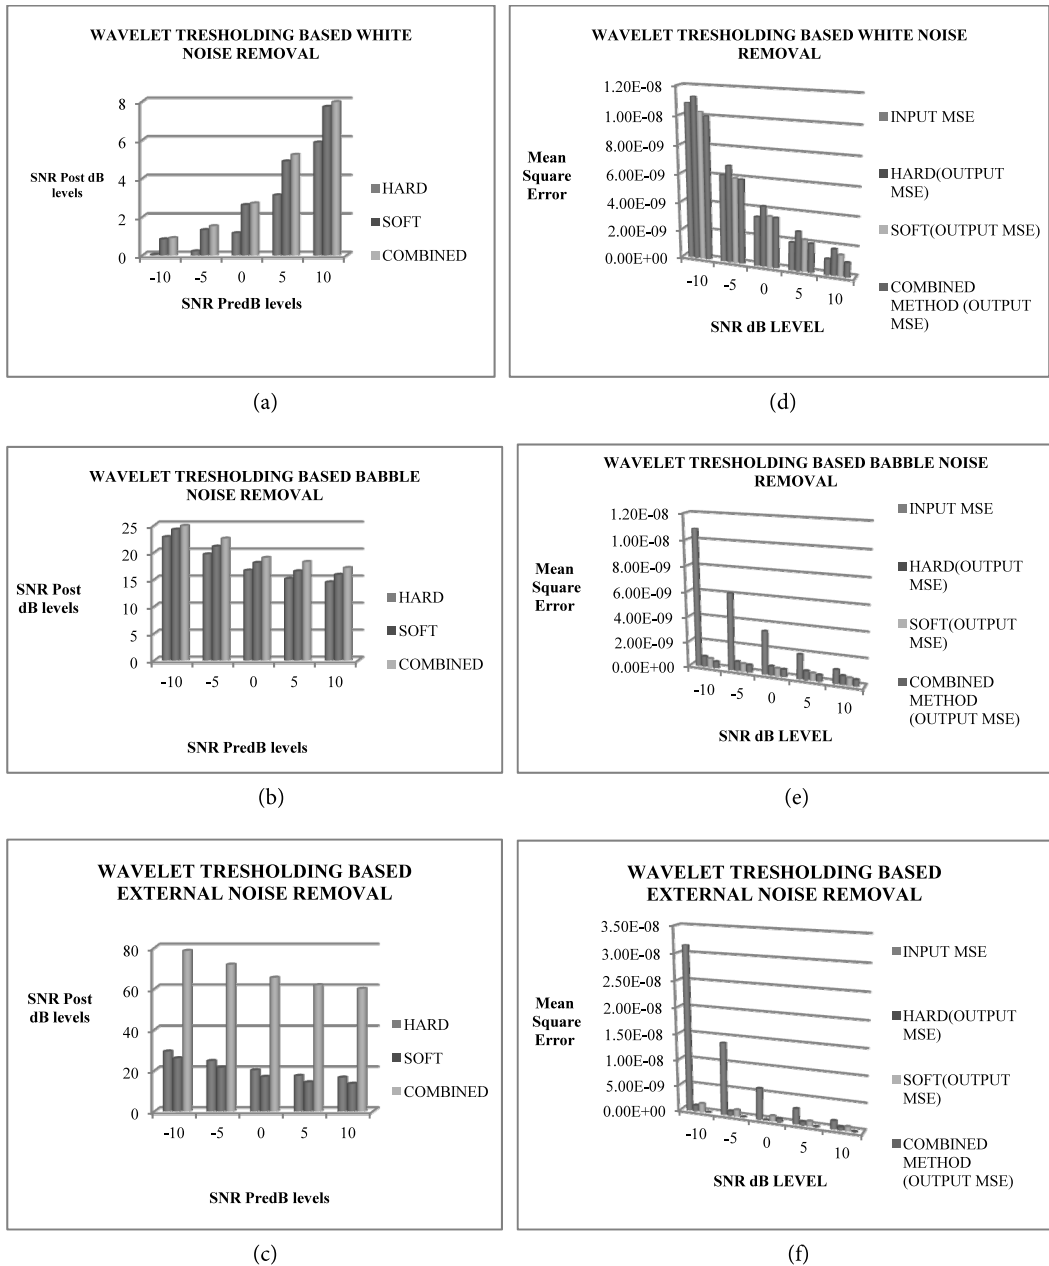 WAVELET TRESHOLDING BASED WHITE
NOISE REMOVAL
8
6
4
2
0
SNR Post dB
levels
-10 -5 0 5 10
SNR PredB levels
HARD
SOFT
COMBINED
(a)
WAVELET TRESHOLDING BASED WHITE NOISE
REMOVAL
1.20E-08
1.00E-08
8.00E-09
6.00E-09
4.00E-09
2.00E-09
0.00E+00
Mean
Square
Error
-10 -5 0 5 10
SNR dB LEVEL
INPUT MSE
HARD(OUTPUT
MSE)
SOFT(OUTPUT MSE)
COMBINED
METHOD (OUTPUT
MSE)
(d)
WAVELET TRESHOLDING BASED BABBLE
NOISE REMOVAL
25
20
15
10
5
0
SNR Post
dB levels
-10 -5 0 5 10
SNR PredB levels
HARD
SOFT
COMBINED
(b)
WAVELET TRESHOLDING BASED BABBLE NOISE
REMOVAL
1.20E-08
1.00E-08
8.00E-09
6.00E-09
4.00E-09
2.00E-09
0.00E+00
Mean
Square
Error
-10 -5 0 5 10
SNR dB LEVEL
INPUT MSE
HARD(OUTPUT
MSE)
SOFT(OUTPUT
MSE)
COMBINED
METHOD
(OUTPUT MSE)
(e)
WAVELET TRESHOLDING BASED
EXTERNAL NOISE REMOVAL
80
60
40
20
0
SNR Post
dB levels
-10 -5 0 5 10
SNR PredB levels
HARD
SOFT
COMBINED
(c)
WAVELET TRESHOLDING BASED
EXTERNAL NOISE REMOVAL
3.50E-08
3.00E-08
2.50E-08
2.00E-08
1.50E-08
1.00E-08
5.00E-09
0.00E+00
Mean
Square
Error
-10 -5 0 5 10
SNR dB LEVEL
INPUT MSE
HARD(OUTPUT
MSE)
SOFT(OUTPUT
MSE)
COMBINED
METHOD
(OUTPUT MSE)
(f)